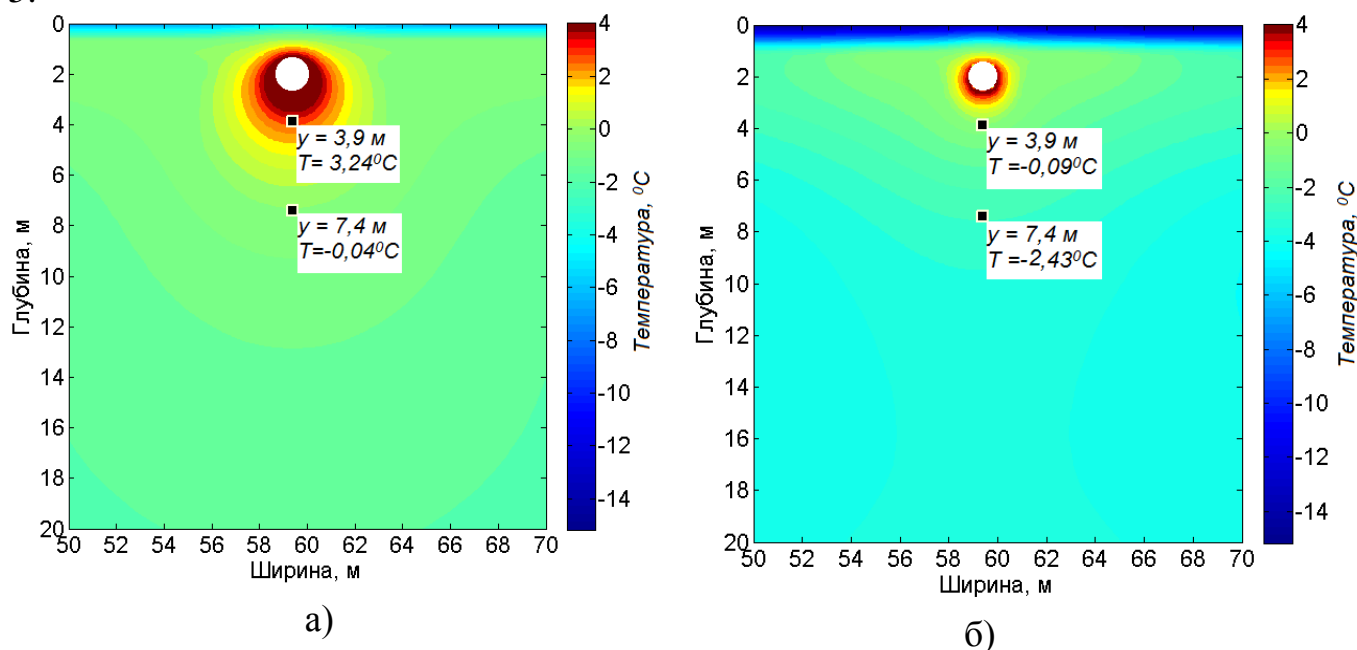 0
2
4
6
8
10
12
14
16
18
20
50 52 54 56 58 60 62 64 66 68 70
Глубина, м
Ширина, м
y = 3,9 м
T= 3,24⁰C
y = 7,4 м
T=-0,04⁰C
4
2
0
-2
-4
-6
-8
-10
-12
-14
Температура, ⁰C
а)
0
2
4
6
8
10
12
14
16
18
20
50 52 54 56 58 60 62 64 66 68 70
Глубина, м
Ширина, м
y = 3,9 м
T =-0,09⁰C
y = 7,4 м
T =-2,43⁰C
4
2
0
-2
-4
-6
-8
-10
-12
-14
Температура, ⁰C
б)